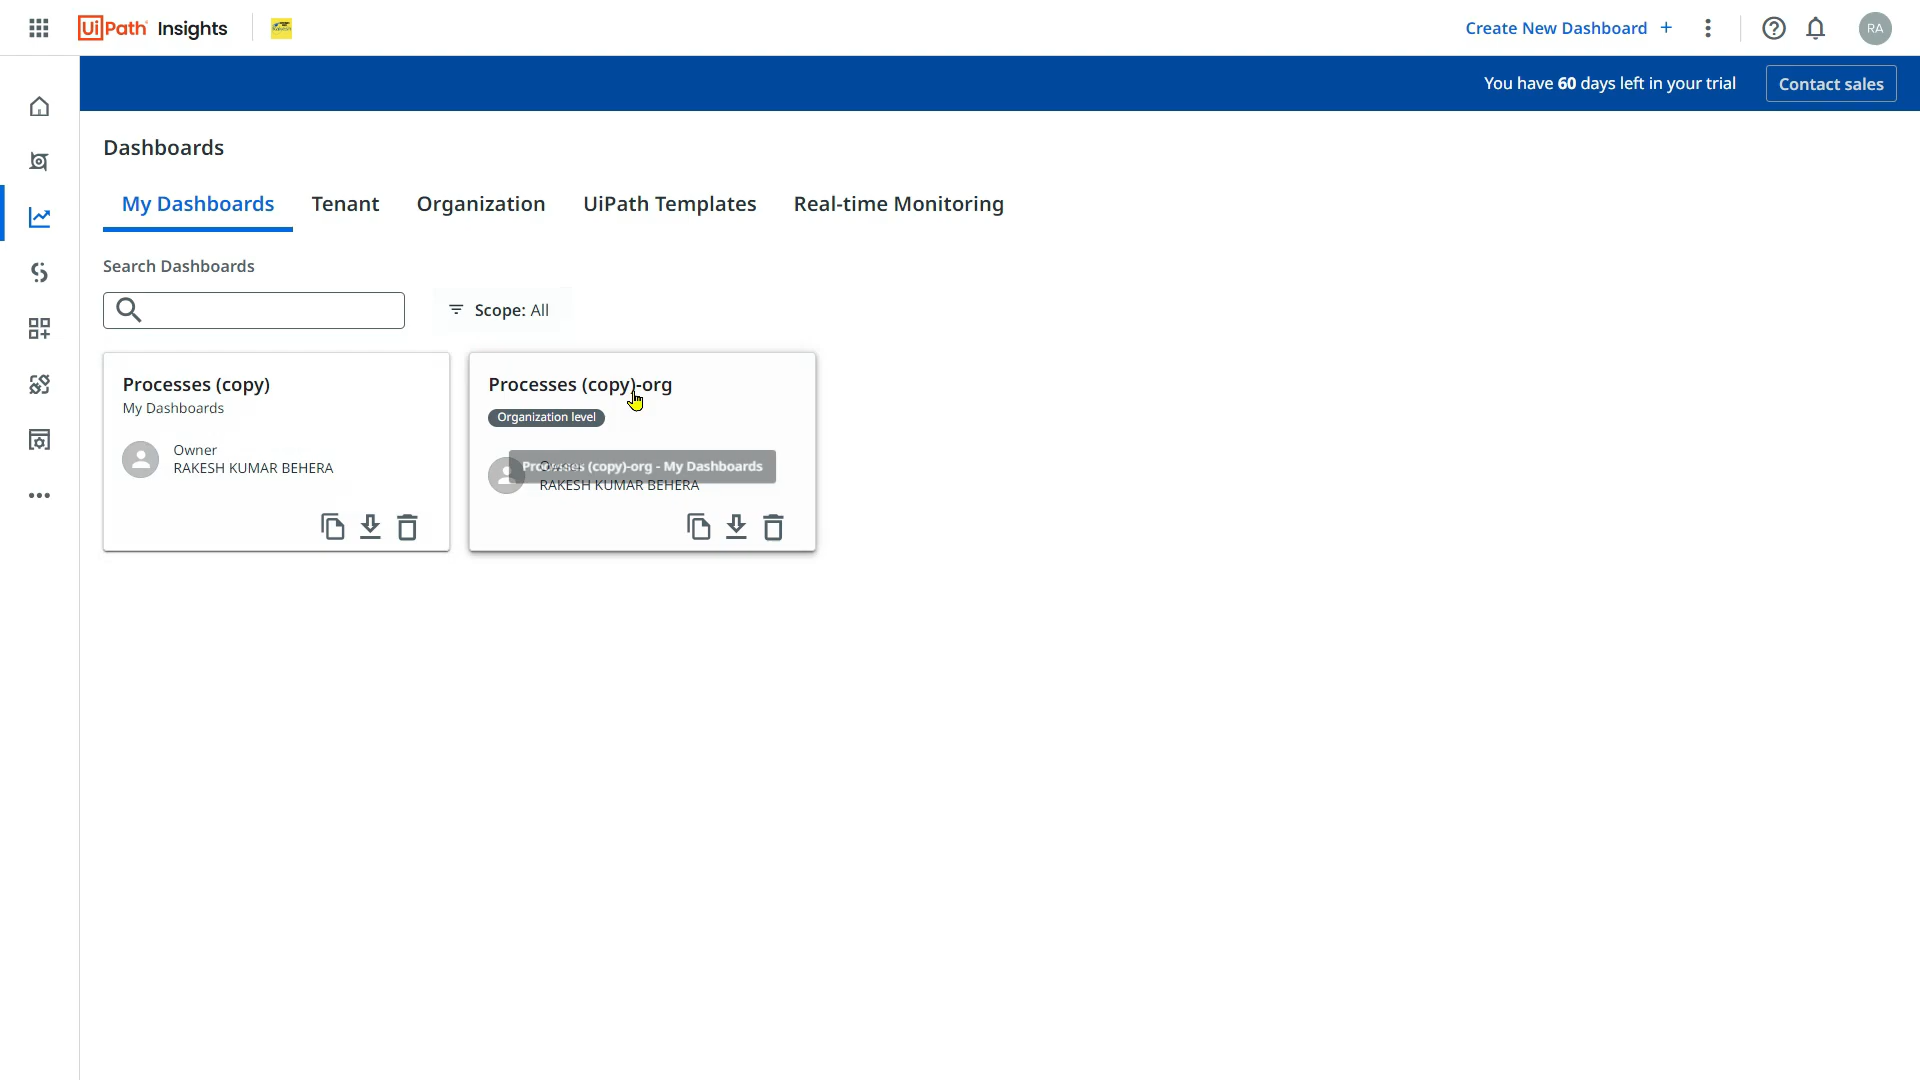 UiPath Insights
Create New Dashboard +
RA
You have 60 days left in your trial
Contact sales
Dashboards
My Dashboards
Tenant
Organization
UiPath Templates
Real-time Monitoring
Search Dashboards
Scope: All
Processes (copy)
My Dashboards
Owner
RAKESH KUMAR BEHERA
Processes (copy)-org
Organization level
Processes (copy)-org - My Dashboards
RAKESH KUMAR BEHERA